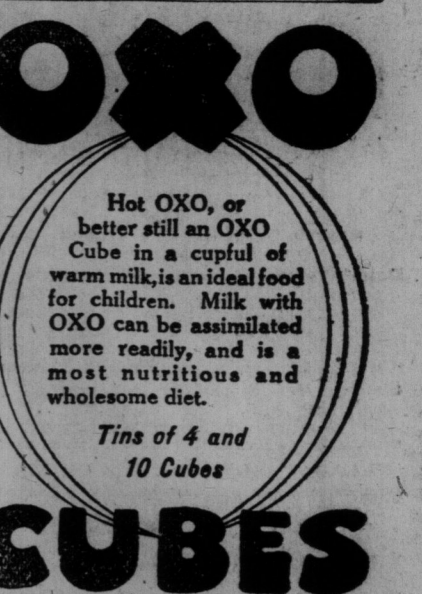 OXO
Hot OXO, or
better still an OXO
Cube in a cupful of
warm milk, is an ideal food
for children. Milk with
OXO can be assimilated
more readily, and is a
most nutritious and
wholesome diet.
Tins of 4 and
10 Cubes
CUBES